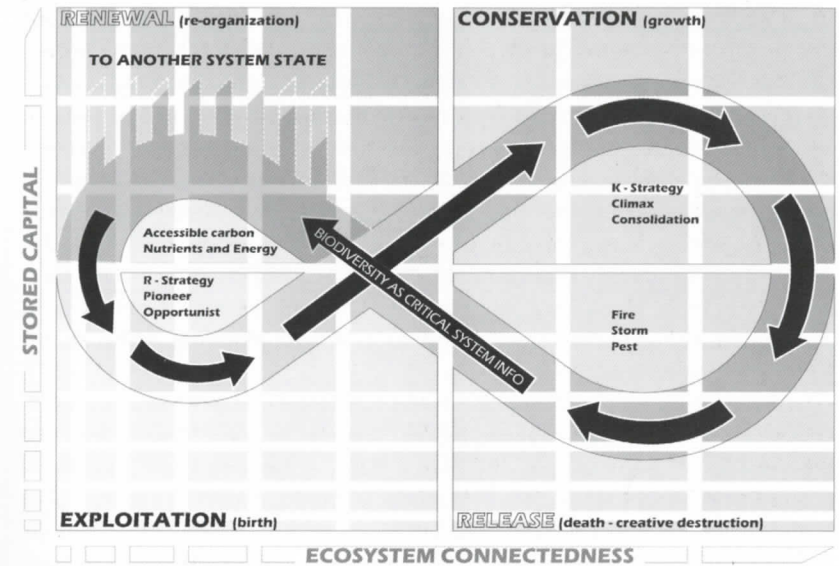 RENEWAL (re-organization)
TO ANOTHER SYSTEM STATE
CONSERVATION (growth)
STORED CAPITAL
Accessible carbon
Nutrients and Energy
R - Strategy
Pioneer
Opportunist
BIODIVERSITY AS CRITICAL SYSTEM INFO
K - Strategy
Climax
Consolidation
Fire
Storm
Pest
EXPLOITATION (birth)
RELEASE (death - creative destruction)
ECOSYSTEM CONNECTEDNESS